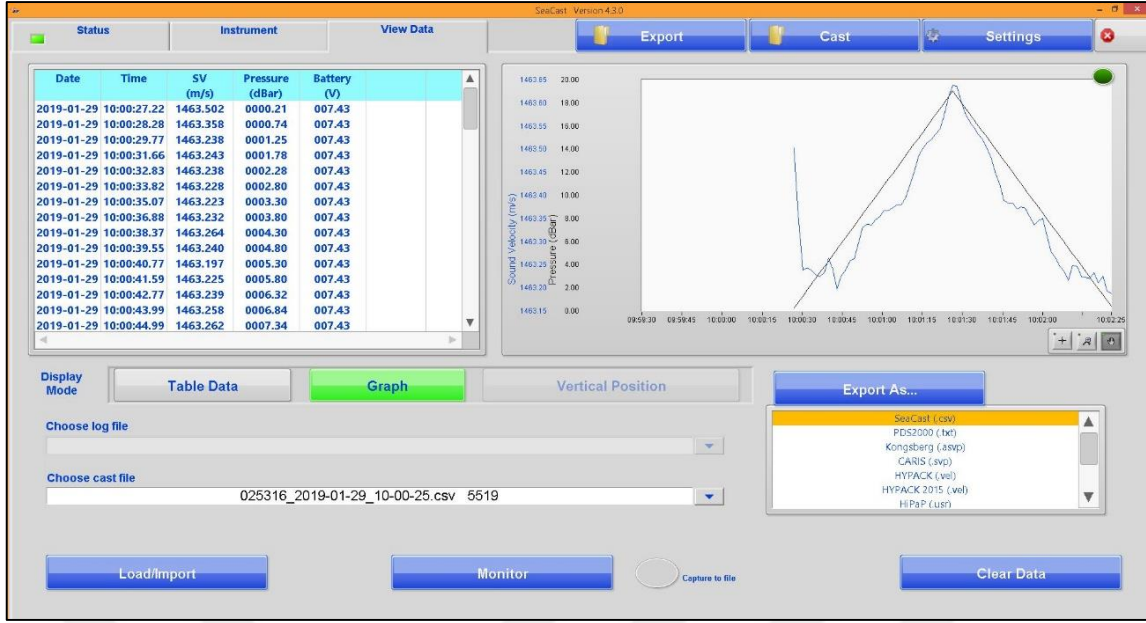 SeaCast Version 4.3.0
Status Instrument View Data Export Cast Settings
Date Time SV Pressure Battery
(m/s) (dBar) (V)
2019-01-29 10:00:27.22 1463.502 0000.21 007.43
2019-01-29 10:00:28.28 1463.358 0000.74 007.43
2019-01-29 10:00:29.77 1463.238 0001.25 007.43
2019-01-29 10:00:31.66 1463.243 0001.78 007.43
2019-01-29 10:00:32.83 1463.238 0002.28 007.43
2019-01-29 10:00:33.82 1463.228 0002.80 007.43
2019-01-29 10:00:35.07 1463.223 0003.30 007.43
2019-01-29 10:00:36.88 1463.232 0003.80 007.43
2019-01-29 10:00:38.37 1463.264 0004.30 007.43
2019-01-29 10:00:39.55 1463.240 0004.80 007.43
2019-01-29 10:00:40.77 1463.197 0005.30 007.43
2019-01-29 10:00:41.59 1463.225 0005.80 007.43
2019-01-29 10:00:42.77 1463.239 0006.32 007.43
2019-01-29 10:00:43.99 1463.258 0006.84 007.43
2019-01-29 10:00:44.99 1463.262 0007.34 007.43
Sound Velocity (m/s)
Pressure (dBar)
1463.65 20.00
1463.60 18.00
1463.55 16.00
1463.50 14.00
1463.45 12.00
1463.40 10.00
1463.35 8.00
1463.30 6.00
1463.25 4.00
1463.20 2.00
1463.15 0.00
09:59:30 09:59:45 10:00:00 10:00:15 10:00:30 10:00:45 10:01:00 10:01:15 10:01:30 10:01:45 10:02:00 10:02:25
Display
Mode
Table Data Graph Vertical Position
Export As...
SeaCast (.csv)
PDS2000 (.txt)
Kongsberg (.asvp)
CARIS (.svp)
HYPACK (.vel)
HYPACK 2015 (.vel)
HiPaP (.usr)
Choose log file
Choose cast file
025316_2019-01-29_10-00-25.csv 5519
Load/Import Monitor Capture to file Clear Data